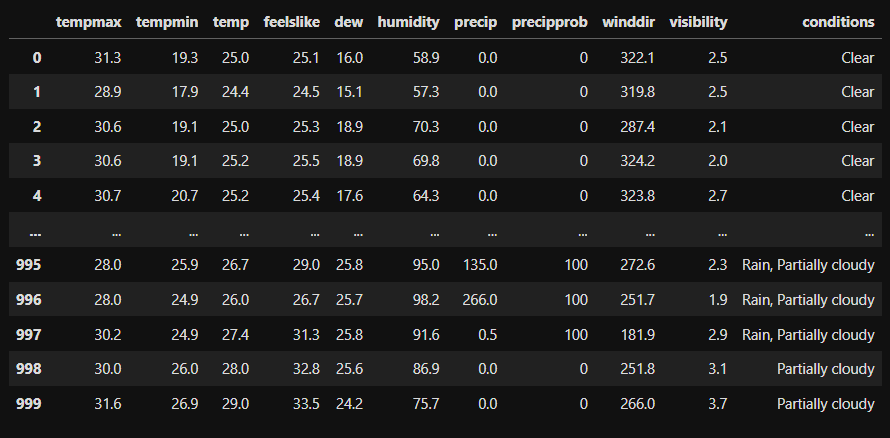 tempmax tempmin temp feelslike dew humidity precip precipprob winddir visibility conditions
0 31.3 19.3 25.0 25.1 16.0 58.9 0.0 0 322.1 2.5 Clear
1 28.9 17.9 24.4 24.5 15.1 57.3 0.0 0 319.8 2.5 Clear
2 30.6 19.1 25.0 25.3 18.9 70.3 0.0 0 287.4 2.1 Clear
3 30.6 19.1 25.2 25.5 18.9 69.8 0.0 0 324.2 2.0 Clear
4 30.7 20.7 25.2 25.4 17.6 64.3 0.0 0 323.8 2.7 Clear
... ... ... ... ... ... ... ... ... ... ... ...
995 28.0 25.9 26.7 29.0 25.8 95.0 135.0 100 272.6 2.3 Rain, Partially cloudy
996 28.0 24.9 26.0 26.7 25.7 98.2 266.0 100 251.7 1.9 Rain, Partially cloudy
997 30.2 24.9 27.4 31.3 25.8 91.6 0.5 100 181.9 2.9 Rain, Partially cloudy
998 30.0 26.0 28.0 32.8 25.6 86.9 0.0 0 251.8 3.1 Partially cloudy
999 31.6 26.9 29.0 33.5 24.2 75.7 0.0 0 266.0 3.7 Partially cloudy